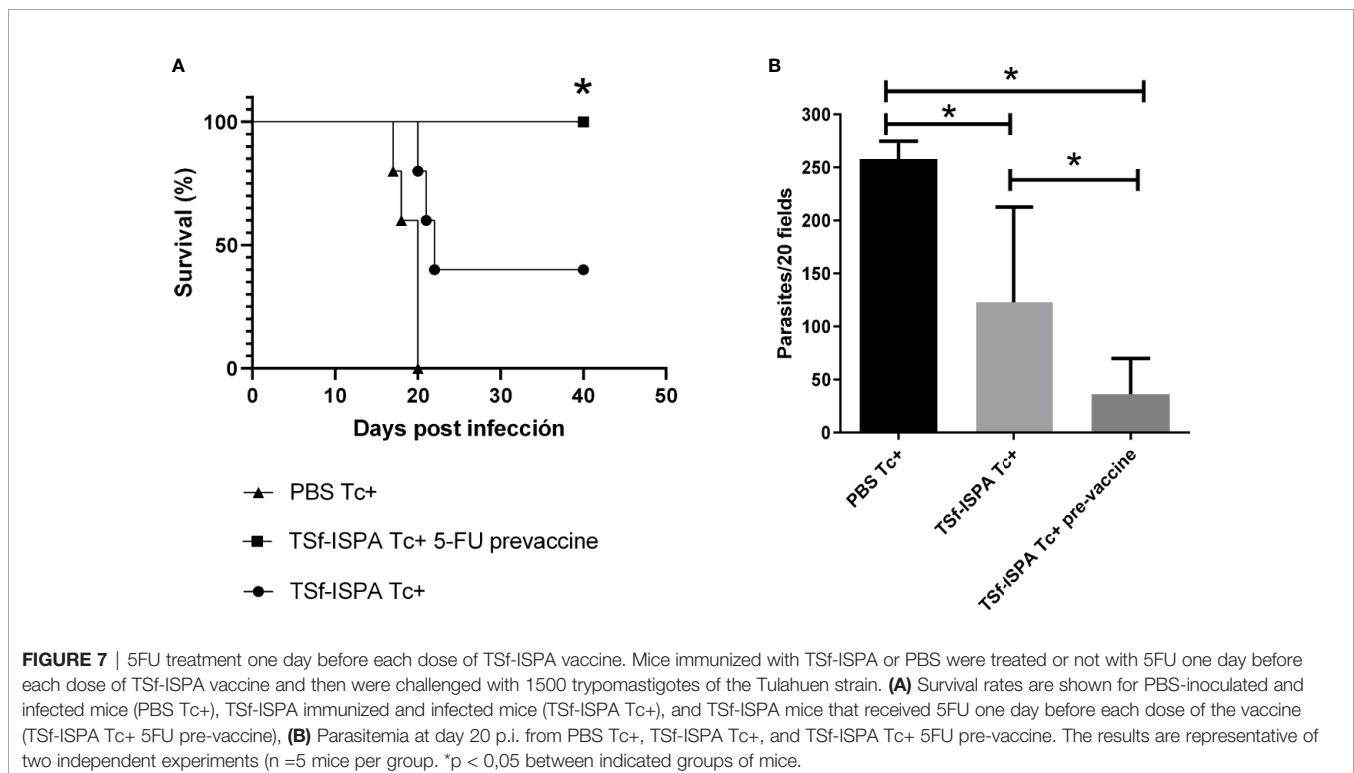 A
*
100
50
0
Survival (%)
0 10 20 30 40 50
Days post infección
PBS Tc+
TSf-ISPA Tc+ 5-FU prevaccine
TSf-ISPA Tc+
B
*
*
*
300
250
200
150
100
50
0
Parasites/20 fields
PBS Tc+
TSf-ISPA Tc+
TSf-ISPA Tc+ pre-vaccine
FIGURE 7 | 5FU treatment one day before each dose of TSf-ISPA vaccine. Mice immunized with TSf-ISPA or PBS were treated or not with 5FU one day before
each dose of TSf-ISPA vaccine and then were challenged with 1500 trypomastigotes of the Tulahuen strain. (A) Survival rates are shown for PBS-inoculated and
infected mice (PBS Tc+), TSf-ISPA immunized and infected mice (TSf-ISPA Tc+), and TSf-ISPA mice that received 5FU one day before each dose of the vaccine
(TSf-ISPA Tc+ 5FU pre-vaccine), (B) Parasitemia at day 20 p.i. from PBS Tc+, TSf-ISPA Tc+, and TSf-ISPA Tc+ 5FU pre-vaccine. The results are representative of
two independent experiments (n =5 mice per group. *p < 0,05 between indicated groups of mice.